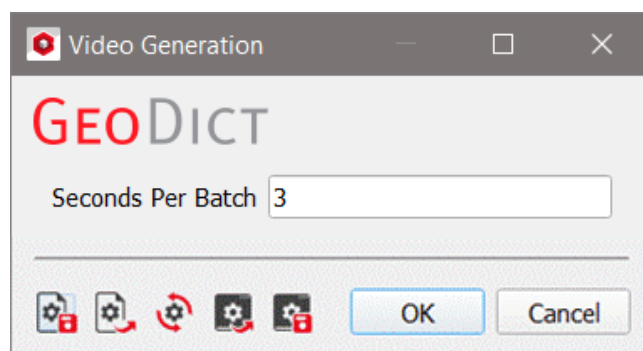 Video Generation
GEODICT
Seconds Per Batch 3
OK Cancel